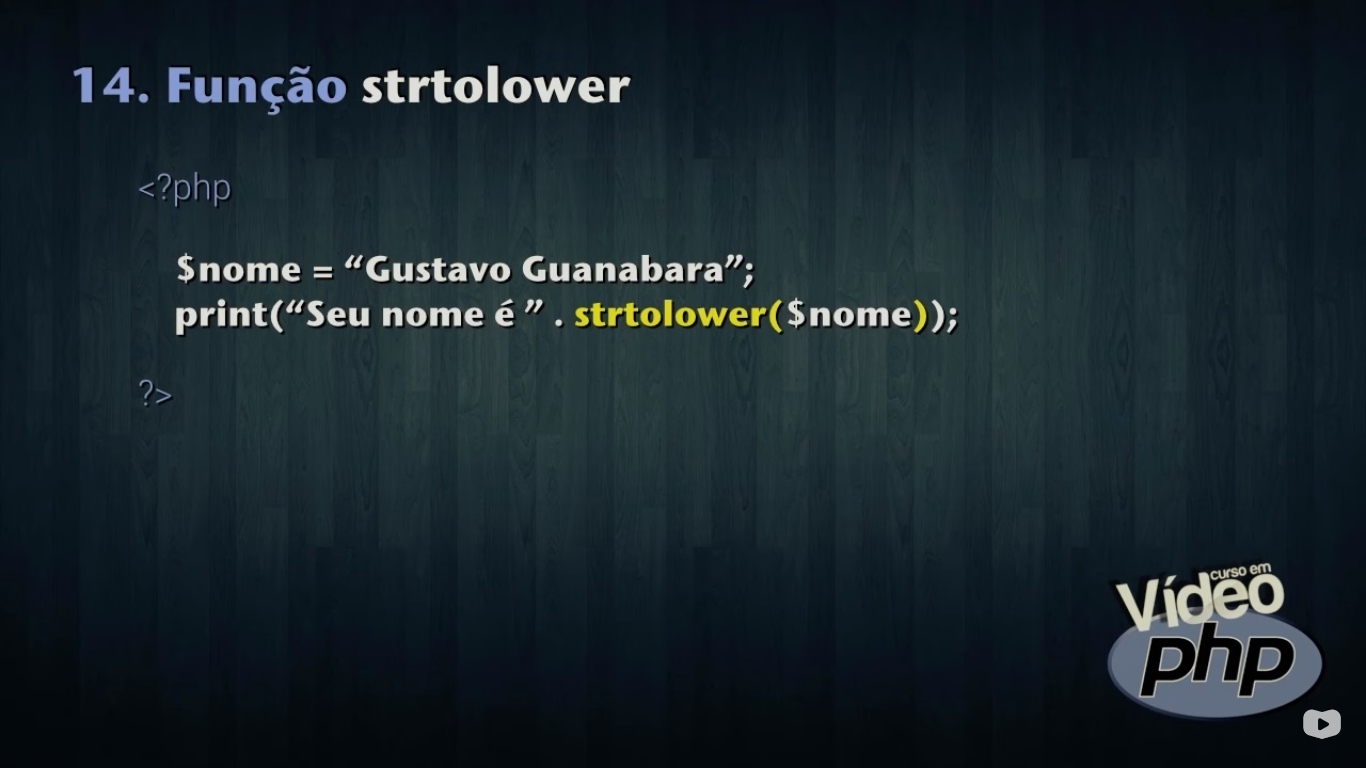 14. Função strtolower
<?php
$nome = “Gustavo Guanabara”;
print(“Seu nome é ” . strtolower($nome));
?>
curso em
Vídeo
php